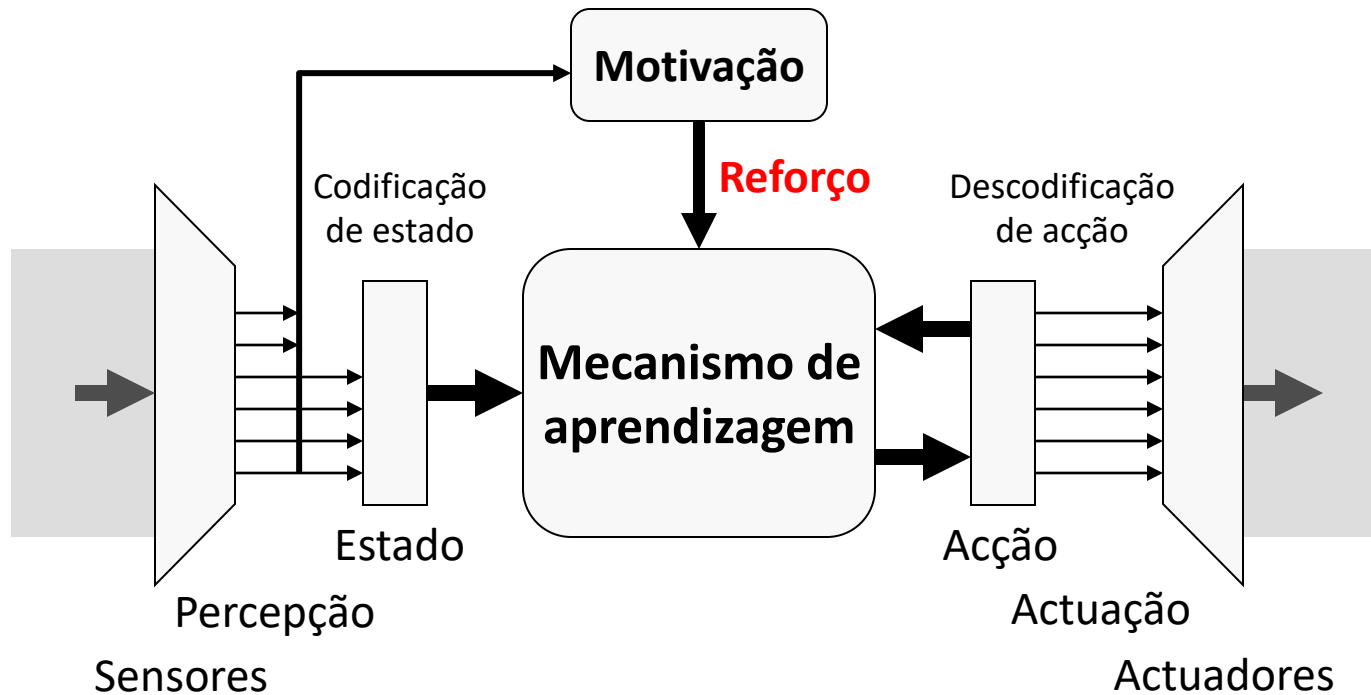 Motivação
Reforço
Codificação
de estado
Descodificação
de acção
Mecanismo de
aprendizagem
Estado
Acção
Percepção
Actuação
Sensores
Actuadores